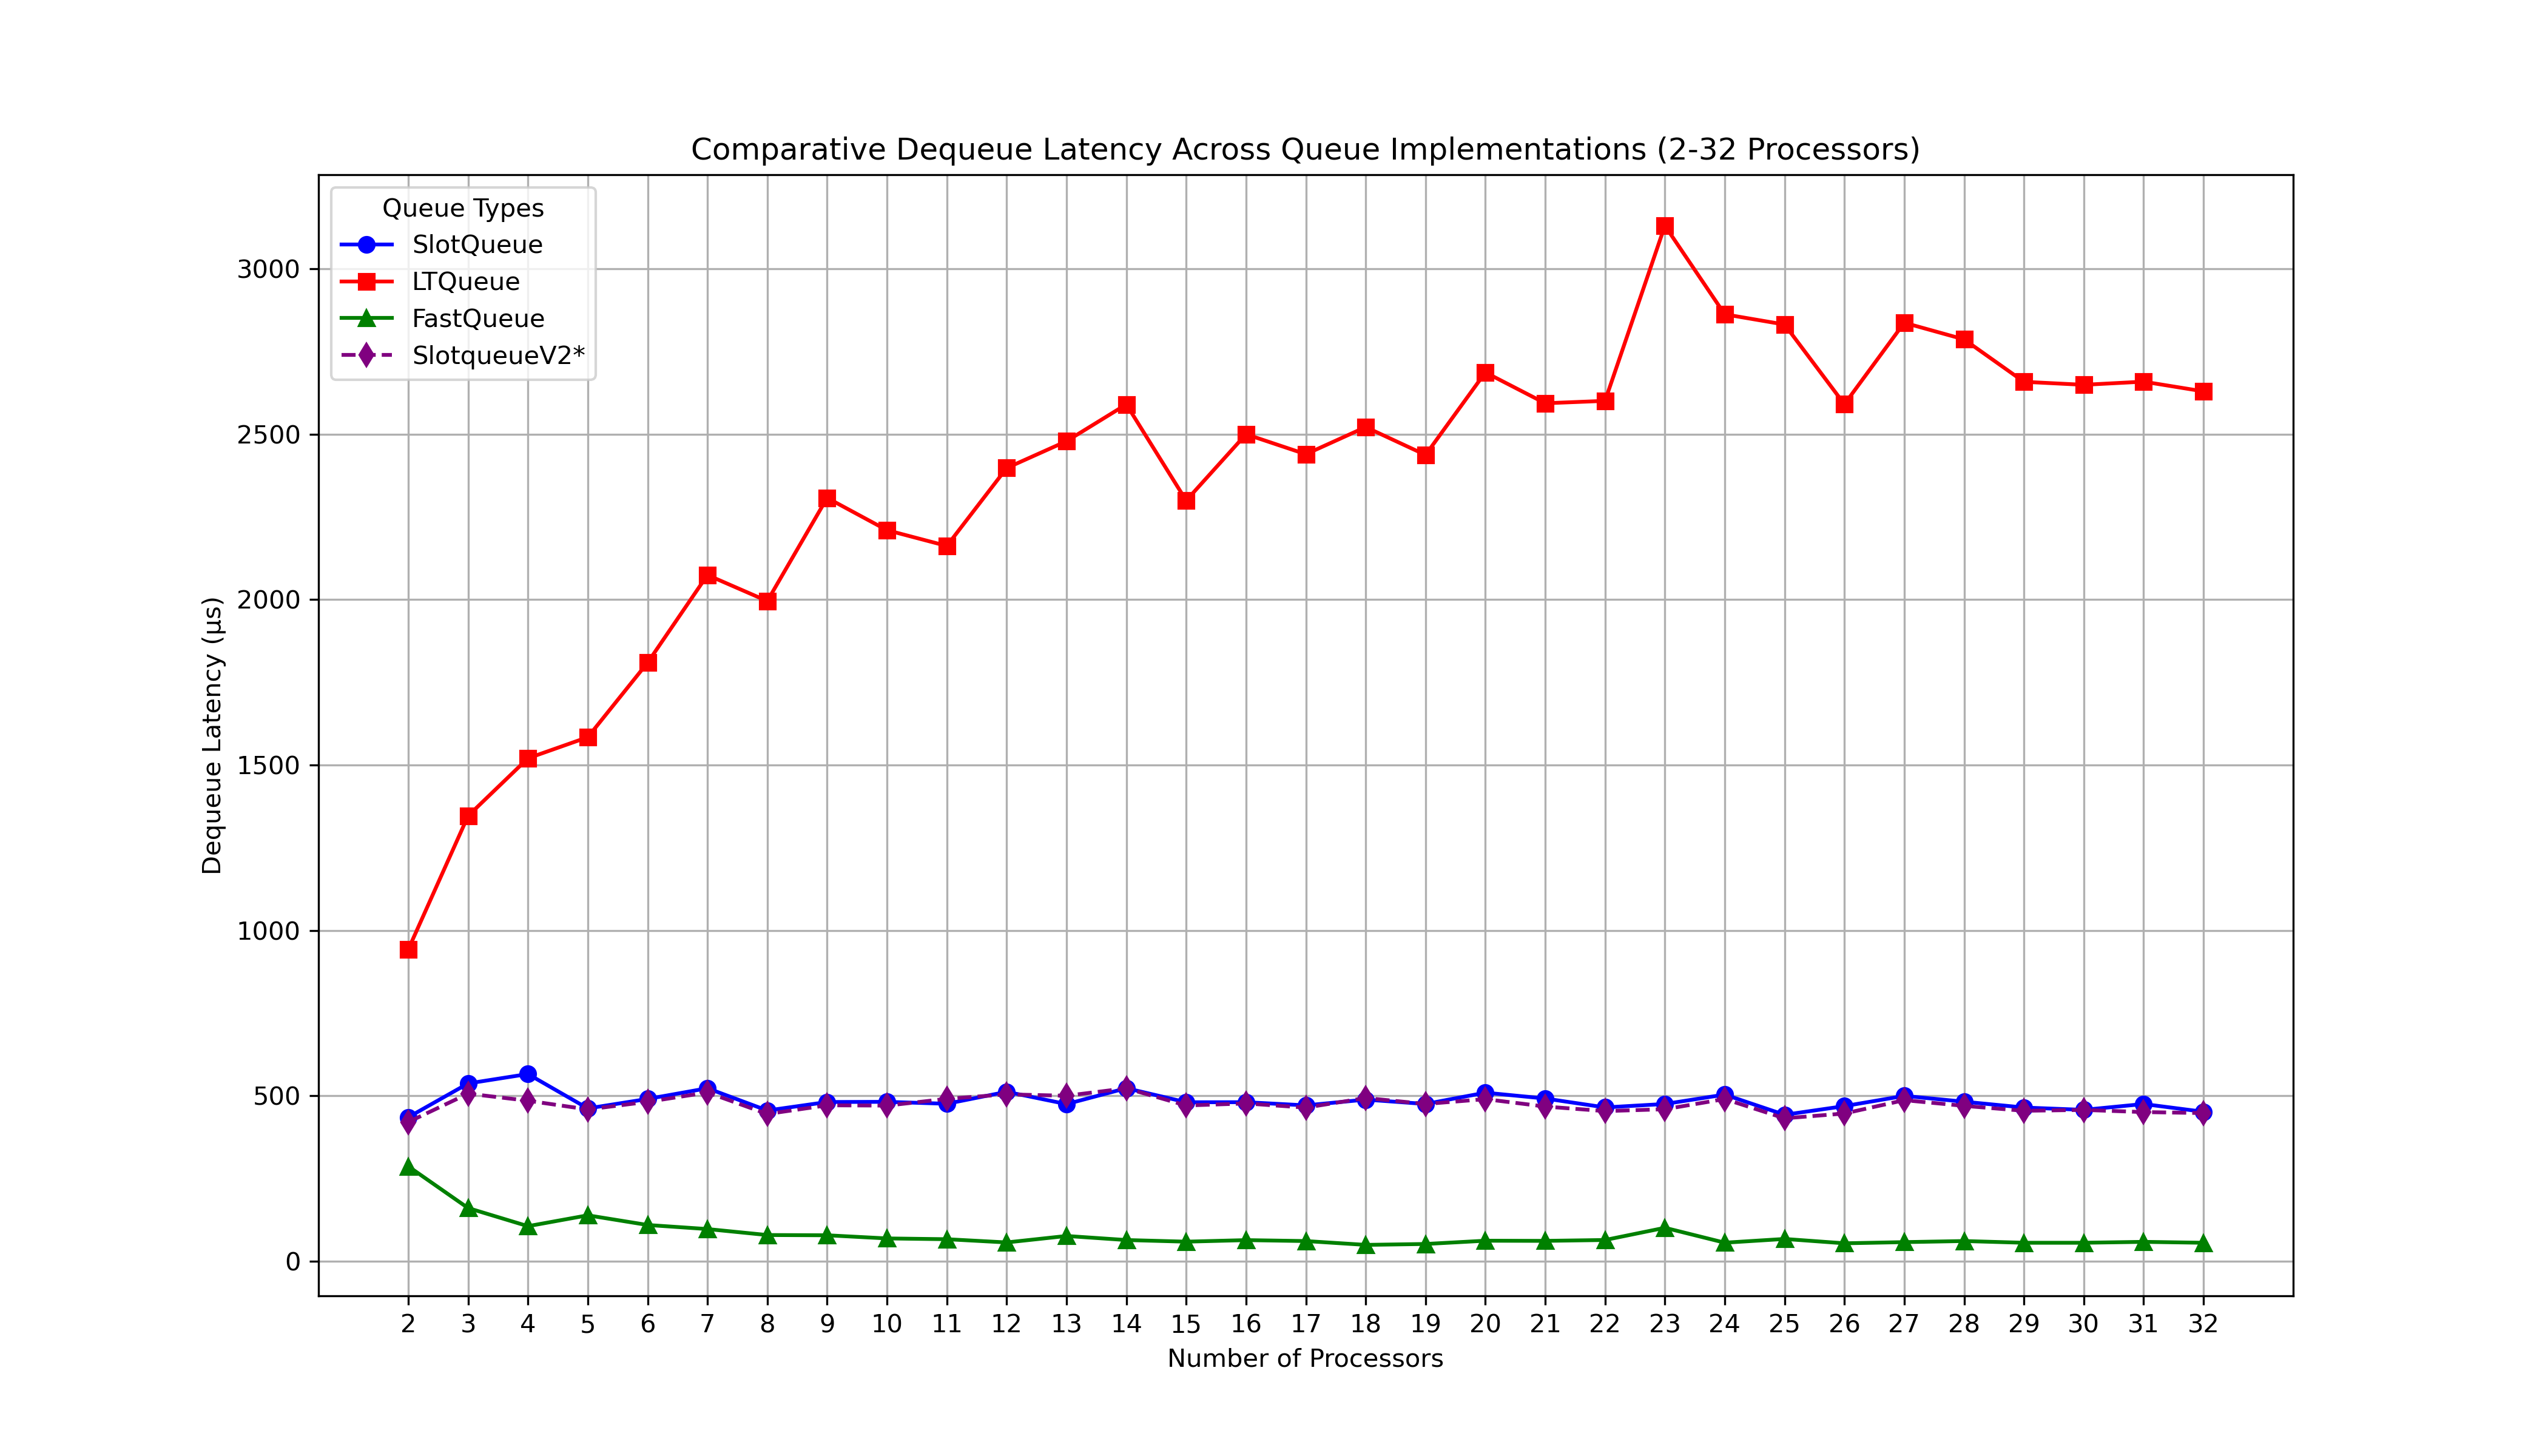 Comparative Dequeue Latency Across Queue Implementations (2-32 Processors)
Queue Types
SlotQueue
LTQueue
FastQueue
SlotqueueV2*
Dequeue Latency (μs)
3000
2500
2000
1500
1000
500
0
2 3 4 5 6 7 8 9 10 11 12 13 14 15 16 17 18 19 20 21 22 23 24 25 26 27 28 29 30 31 32
Number of Processors